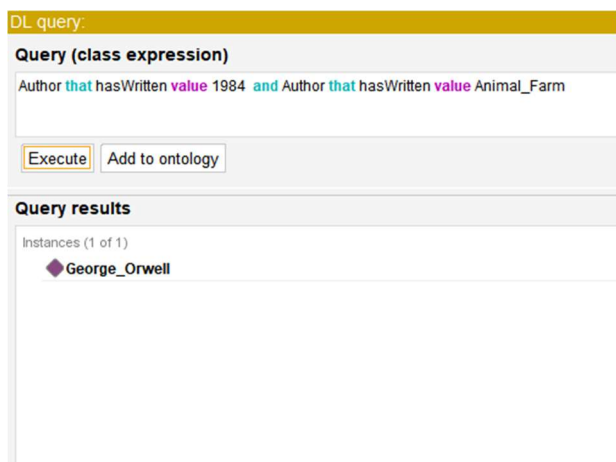 DL query:
Query (class expression)
Author that hasWritten value 1984 and Author that hasWritten value Animal_Farm
Execute Add to ontology
Query results
Instances (1 of 1)
George_Orwell